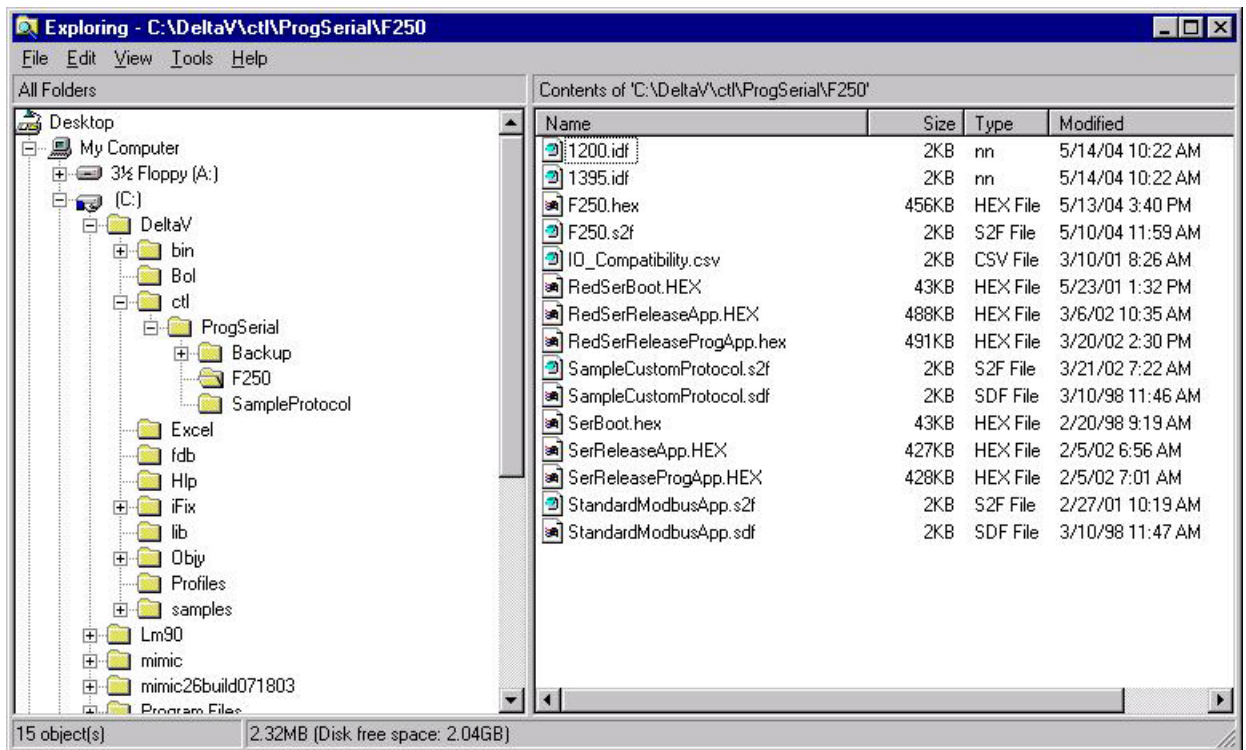 Exploring - C:\DeltaV\ctl\ProgSerial\F250
File Edit View Tools Help
All Folders
Contents of 'C:\DeltaV\ctl\ProgSerial\F250'
Desktop
My Computer
3½ Floppy (A:)
(C:)
DeltaV
bin
Bol
ctl
ProgSerial
Backup
F250
SampleProtocol
Excel
fdb
Hlp
iFix
lib
Objy
Profiles
samples
Lm90
mimic
mimic26build071803
Program Files
Name Size Type Modified
1200.idf 2KB nn 5/14/04 10:22 AM
1395.idf 2KB nn 5/14/04 10:22 AM
F250.hex 456KB HEX File 5/13/04 3:40 PM
F250.s2f 2KB S2F File 5/10/04 11:59 AM
IO_Compatibility.csv 2KB CSV File 3/10/01 8:26 AM
RedSerBoot.HEX 43KB HEX File 5/23/01 1:32 PM
RedSerReleaseApp.HEX 488KB HEX File 3/6/02 10:35 AM
RedSerReleaseProgApp.hex 491KB HEX File 3/20/02 2:30 PM
SampleCustomProtocol.s2f 2KB S2F File 3/21/02 7:22 AM
SampleCustomProtocol.sdf 2KB SDF File 3/10/98 11:46 AM
SerBoot.hex 43KB HEX File 2/20/98 9:19 AM
SerReleaseApp.HEX 427KB HEX File 2/5/02 6:56 AM
SerReleaseProgApp.HEX 428KB HEX File 2/5/02 7:01 AM
StandardModbusApp.s2f 2KB S2F File 2/27/01 10:19 AM
StandardModbusApp.sdf 2KB SDF File 3/10/98 11:47 AM
15 object(s) 2.32MB (Disk free space: 2.04GB)